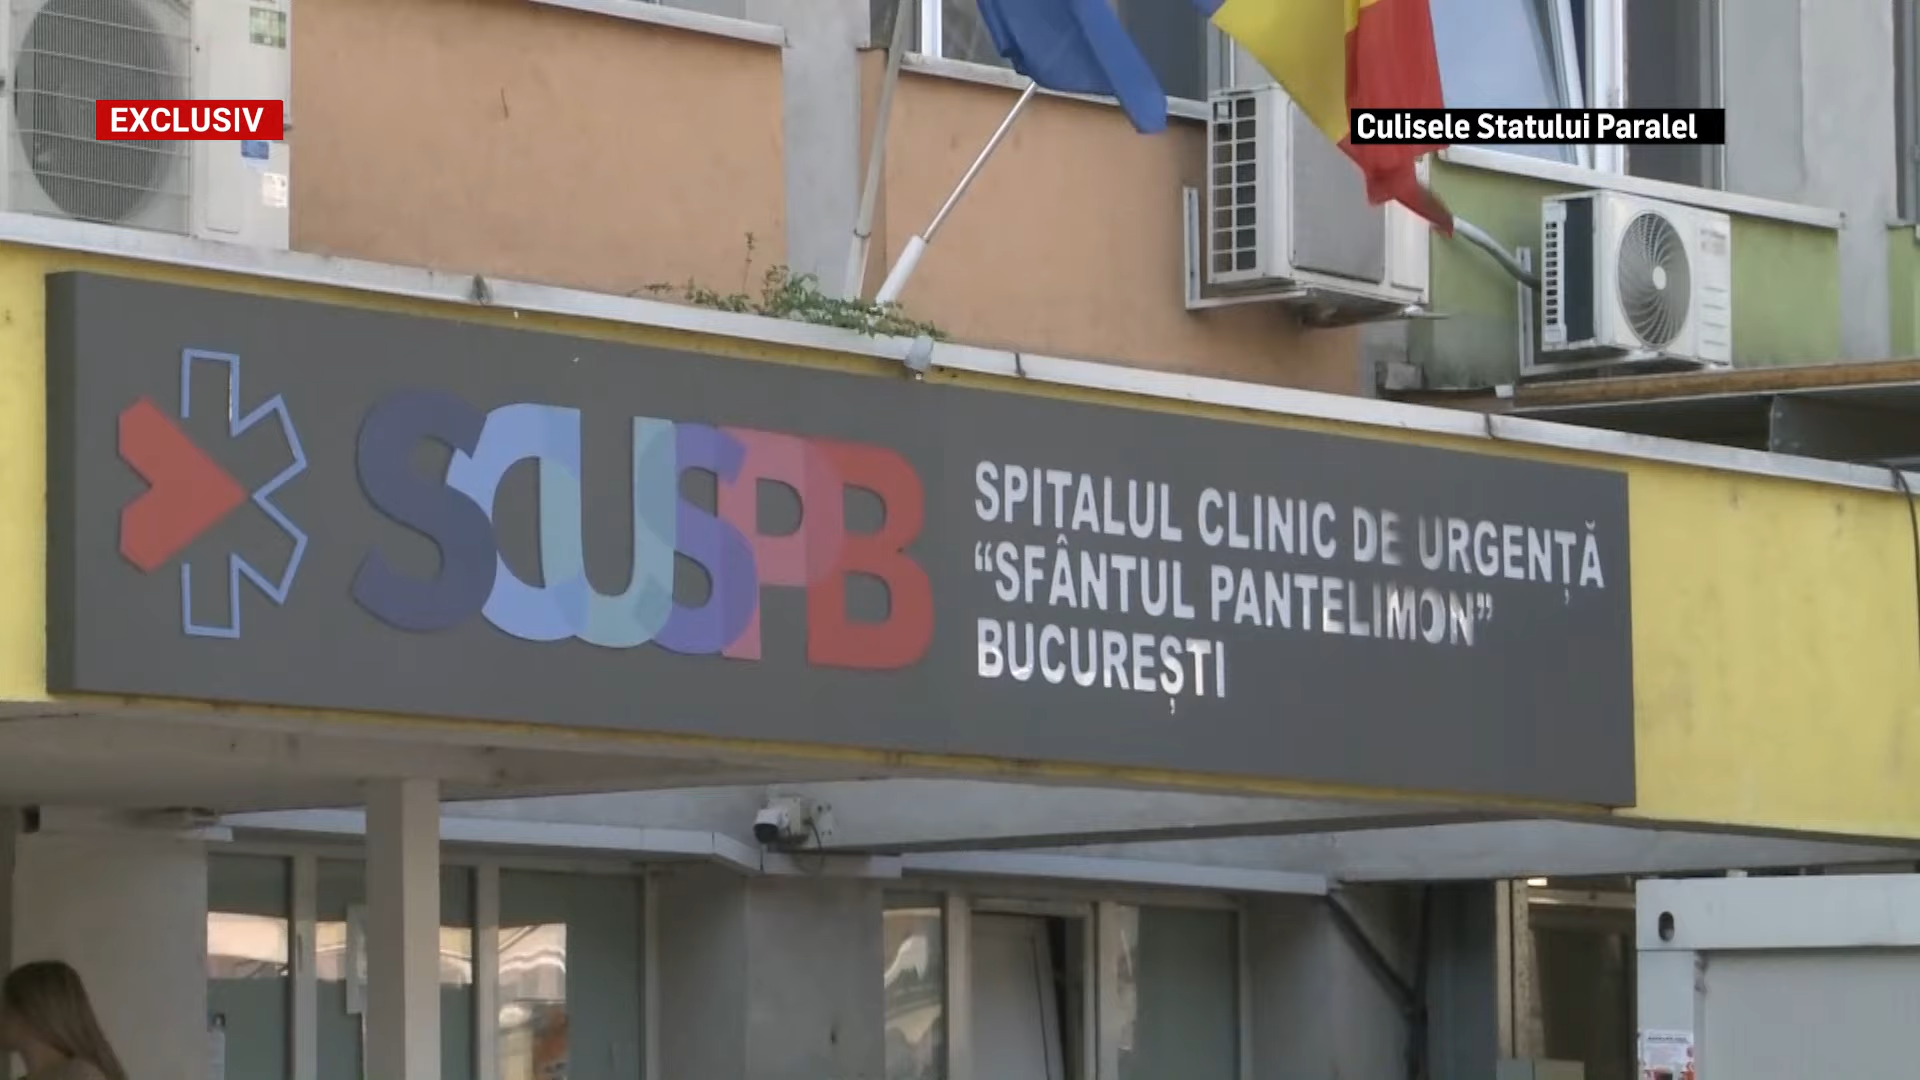 EXCLUSIV
Culisele Statului Paralel
SCUSPB
SPITALUL CLINIC DE URGENȚĂ
“SFÂNTUL PANTELIMON”
BUCUREȘTI